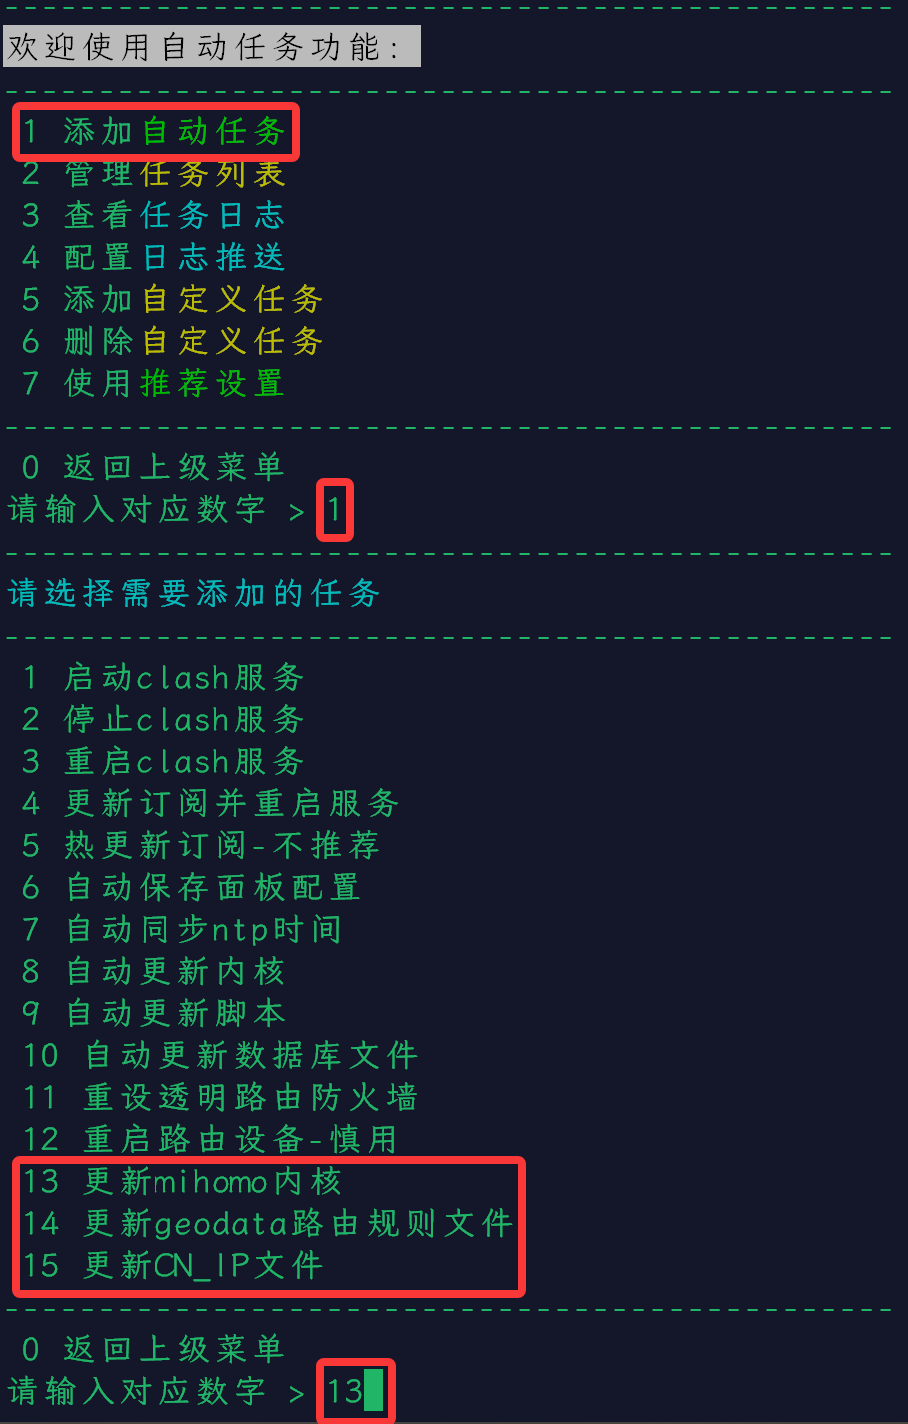 欢迎使用自动任务功能：
1 添加自动任务
2 管理任务列表
3 查看任务日志
4 配置日志推送
5 添加自定义任务
6 删除自定义任务
7 使用推荐设置
0 返回上级菜单
请输入对应数字 > 1
请选择需要添加的任务
1 启动clash服务
2 停止clash服务
3 重启clash服务
4 更新订阅并重启服务
5 热更新订阅-不推荐
6 自动保存面板配置
7 自动同步ntp时间
8 自动更新内核
9 自动更新脚本
10 自动更新数据库文件
11 重设透明路由防火墙
12 重启路由设备-慎用
13 更新mihomo内核
14 更新geodata路由规则文件
15 更新CN_IP文件
0 返回上级菜单
请输入对应数字 > 13